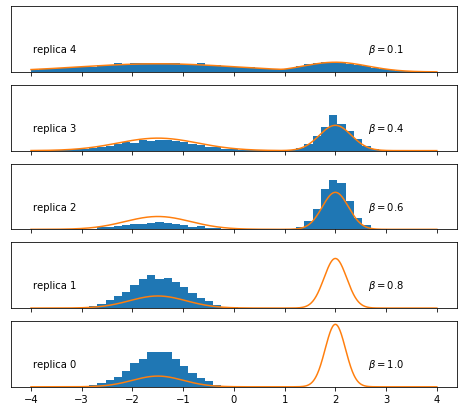 replica 4 β = 0.1
replica 3 β = 0.4
replica 2 β = 0.6
replica 1 β = 0.8
replica 0 β = 1.0
−4 −3 −2 −1 0 1 2 3 4